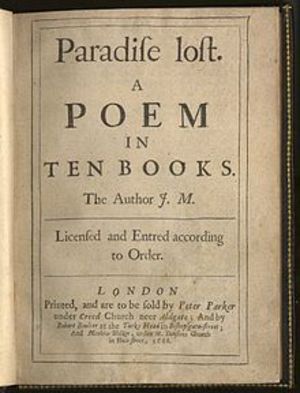 Paradiſe loſt.
A
POEM
IN
TEN BOOKS.
The Author J. M.
Licenſed and Entred according
to Order.
LONDON
Printed, and are to be ſold by Peter Parker
under Creed Church neer Aldgate; And by
Robert Boulter at the Turks Head in Biſhopſgate-ſtreet;
And Matthias Walker, under St. Dunſtons Church
in Fleet-ſtreet,